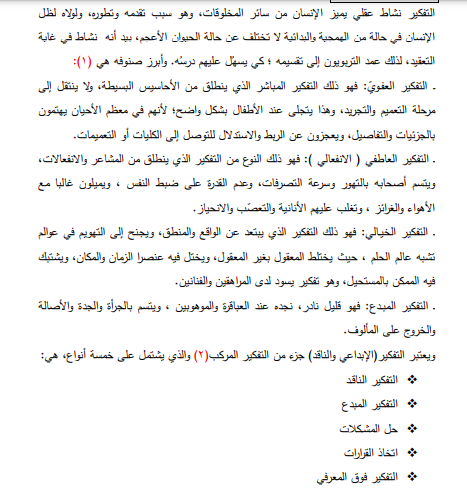 التفكير نشاط عقلي يميز الإنسان من سائر المخلوقات، وهو سبب تقدمه وتطوره، ولولاه لظل
الإنسان في حالة من الهمجية والبدائية لا تختلف عن حالة الحيوان الأعجم، بيد أنه نشاط في غاية
التعقيد، لذلك عمد التربويون إلى تقسيمه ؛ كي يسهل عليهم درسُه. وأبرز صنوفه هي (١):
. التفكير العفويّ: فهو ذلك التفكير المباشر الذي ينطلق من الأحاسيس البسيطة، ولا ينتقل إلى
مرحلة التعميم والتجريد، وهذا يتجلى عند الأطفال بشكل واضح؛ لأنهم في معظم الأحيان يهتمون
بالجزئيات والتفاصيل، ويعجزون عن الربط والاستدلال للتوصل إلى الكليات أو التعميمات.
. التفكير العاطفي ( الانفعالي ): فهو ذلك النوع من التفكير الذي ينطلق من المشاعر والانفعالات،
ويتسم أصحابه بالتهور وسرعة التصرفات، وعدم القدرة على ضبط النفس ، ويميلون غالبا مع
الأهواء والغرائز ، وتغلب عليهم الأنانية والتعصّب والانحياز.
. التفكير الخيالي: فهو ذلك التفكير الذي يبتعد عن الواقع والمنطق، ويجنح إلى التهويم في عوالم
تشبه عالم الحلم ، حيث يختلط المعقول بغير المعقول، ويختل فيه عنصرا الزمان والمكان، ويشتبك
فيه الممكن بالمستحيل، وهو تفكير يسود لدى المراهقين والفنانين.
. التفكير المبدع: فهو قليل نادر، نجده عند العباقرة والموهوبين ، ويتسم بالجرأة والجدة والأصالة
والخروج على المألوف.
ويعتبر التفكير(الإبداعي والناقد) جزء من التفكير المركب(٢) والذي يشتمل على خمسة أنواع، هي:
❖ التفكير الناقد
❖ التفكير المبدع
❖ حل المشكلات
❖ اتخاذ القرارات
❖ التفكير فوق المعرفي